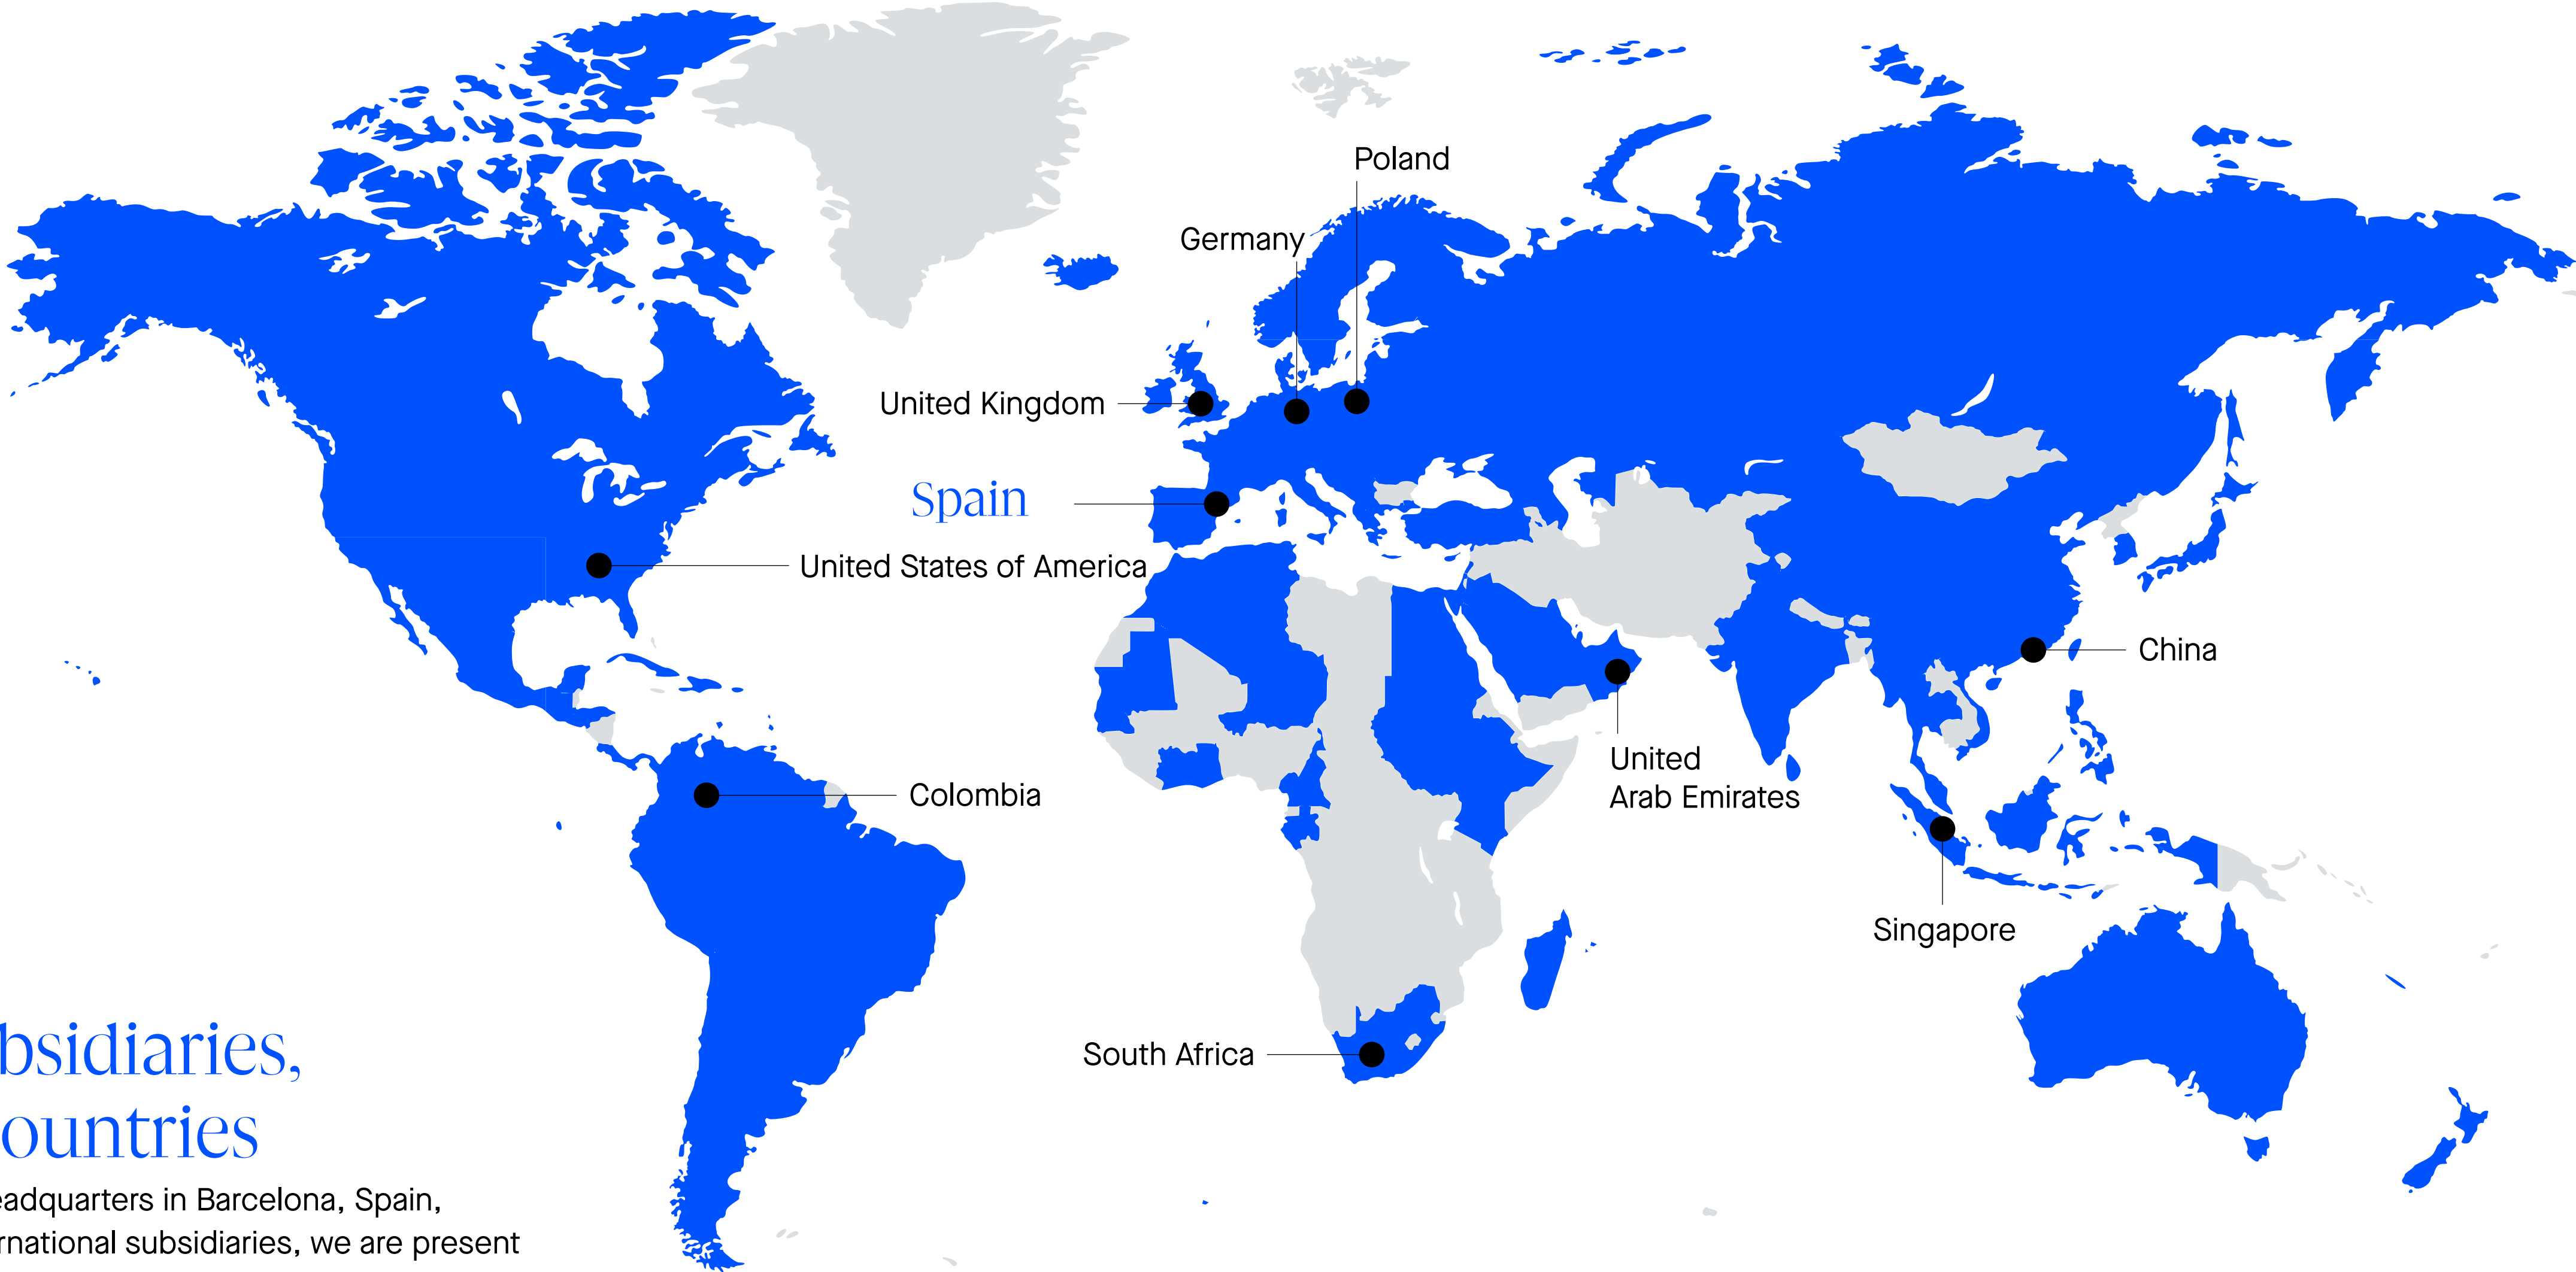 Poland
Germany
United Kingdom
Spain
United States of America
China
United
Arab Emirates
Colombia
Singapore
South Africa
bsidiaries,
ountries
eadquarters in Barcelona, Spain,
rnational subsidiaries, we are present